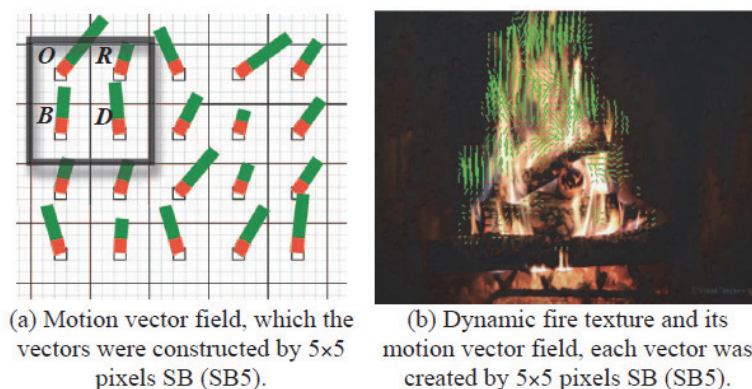 O R
B D
(a) Motion vector field, which the
vectors were constructed by 5×5
pixels SB (SB5).
(b) Dynamic fire texture and its
motion vector field, each vector was
created by 5×5 pixels SB (SB5).